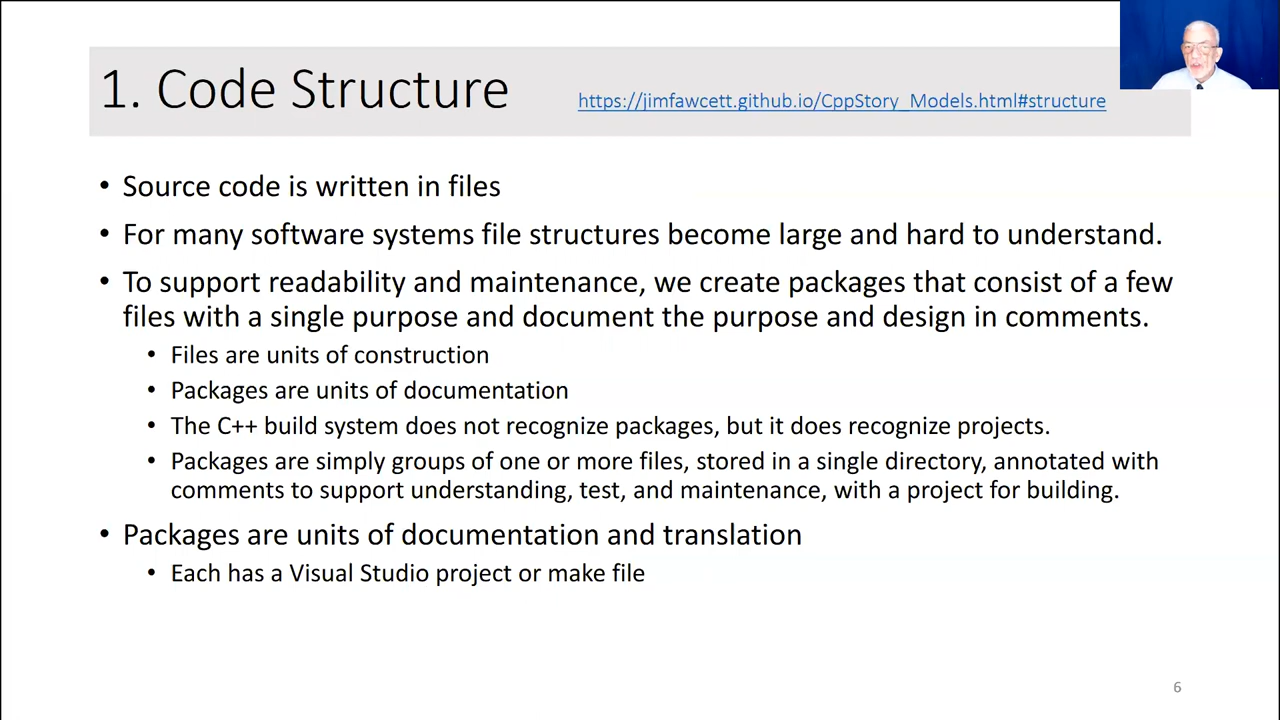 1. Code Structure
https://jimfawcett.github.io/CppStory_Models.html#structure
• Source code is written in files
• For many software systems file structures become large and hard to understand.
• To support readability and maintenance, we create packages that consist of a few
files with a single purpose and document the purpose and design in comments.
• Files are units of construction
• Packages are units of documentation
• The C++ build system does not recognize packages, but it does recognize projects.
• Packages are simply groups of one or more files, stored in a single directory, annotated with
comments to support understanding, test, and maintenance, with a project for building.
• Packages are units of documentation and translation
• Each has a Visual Studio project or make file
6